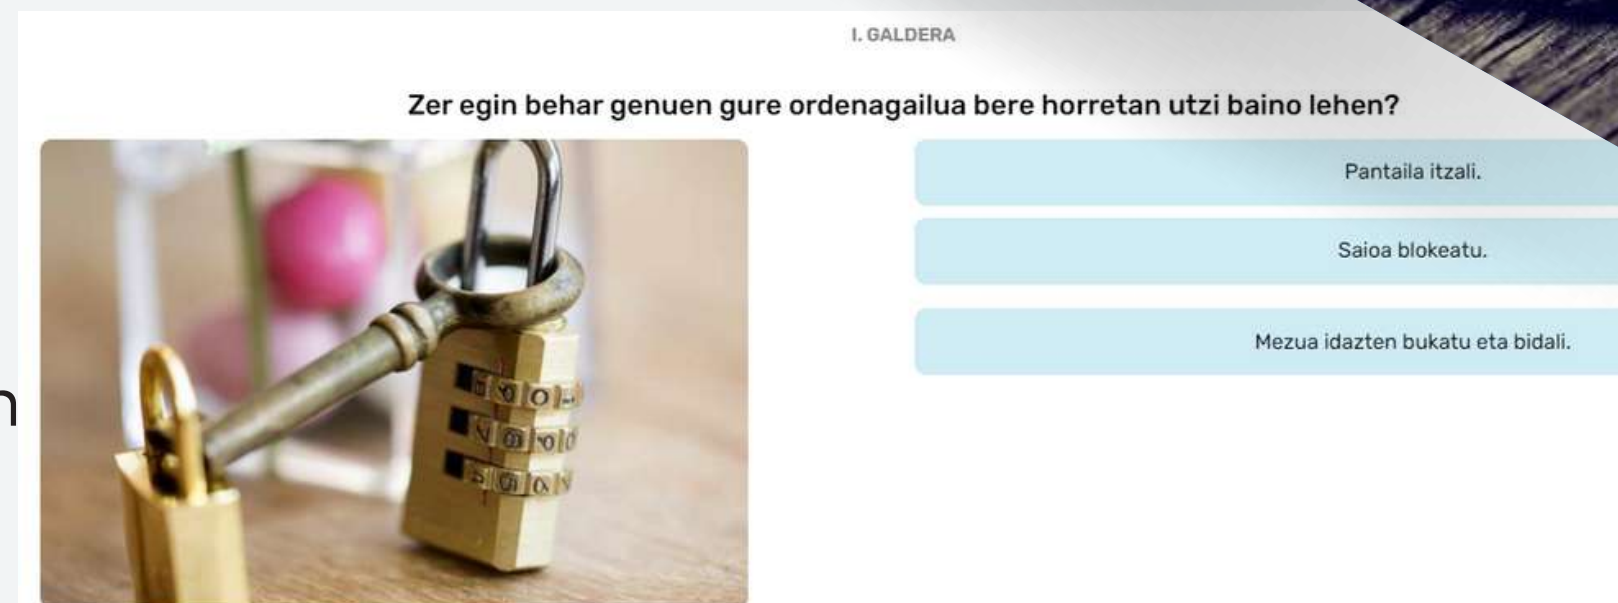 I. GALDERA
Zer egin behar genuen gure ordenagailua bere horretan utzi baino lehen?
Pantaila itzali.
Saioa blokeatu.
Mezua idazten bukatu eta bidali.